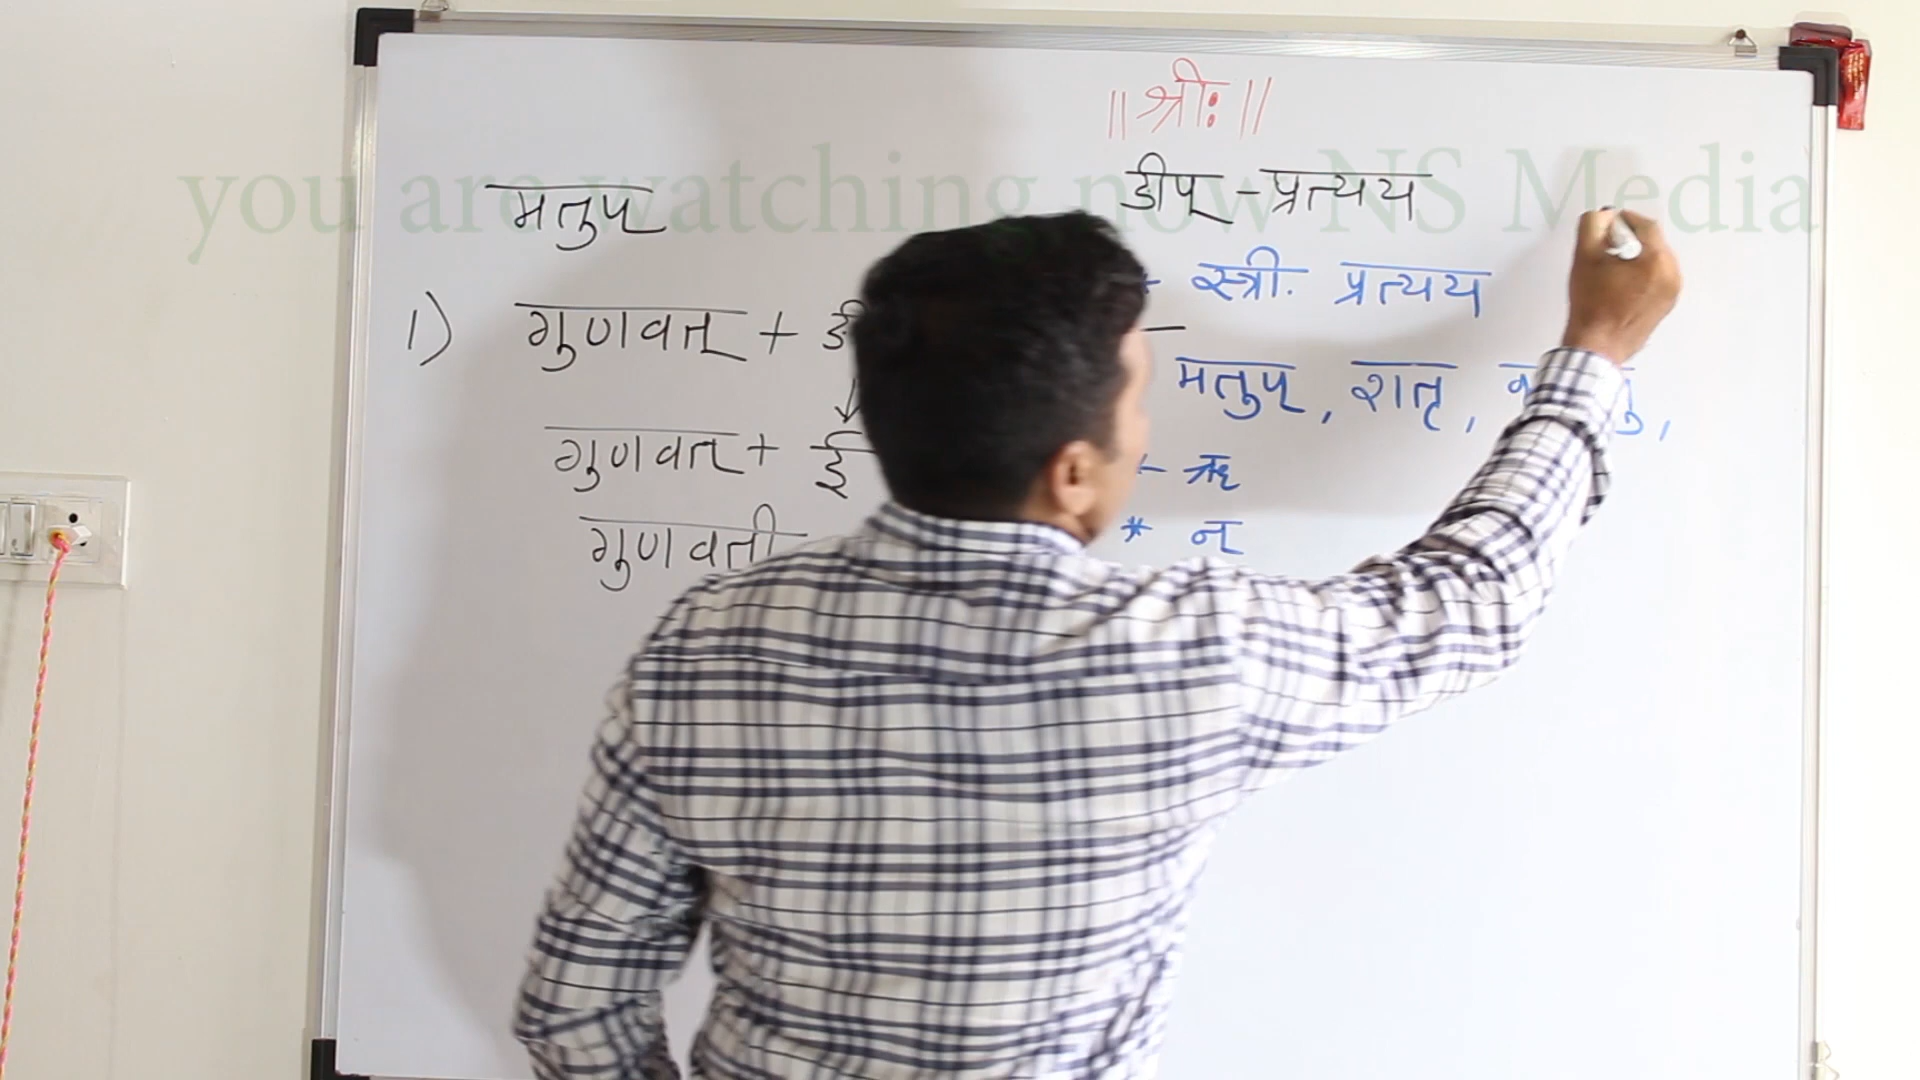 ॥ श्रीः ॥
you are watching now NS Media
मतुप्
1) गुणवत् +
गुणवत् + ई
गुणवती
ङीप् - प्रत्यय
स्त्री. प्रत्यय
मतुप् , शतृ ,
ऋ
* न्